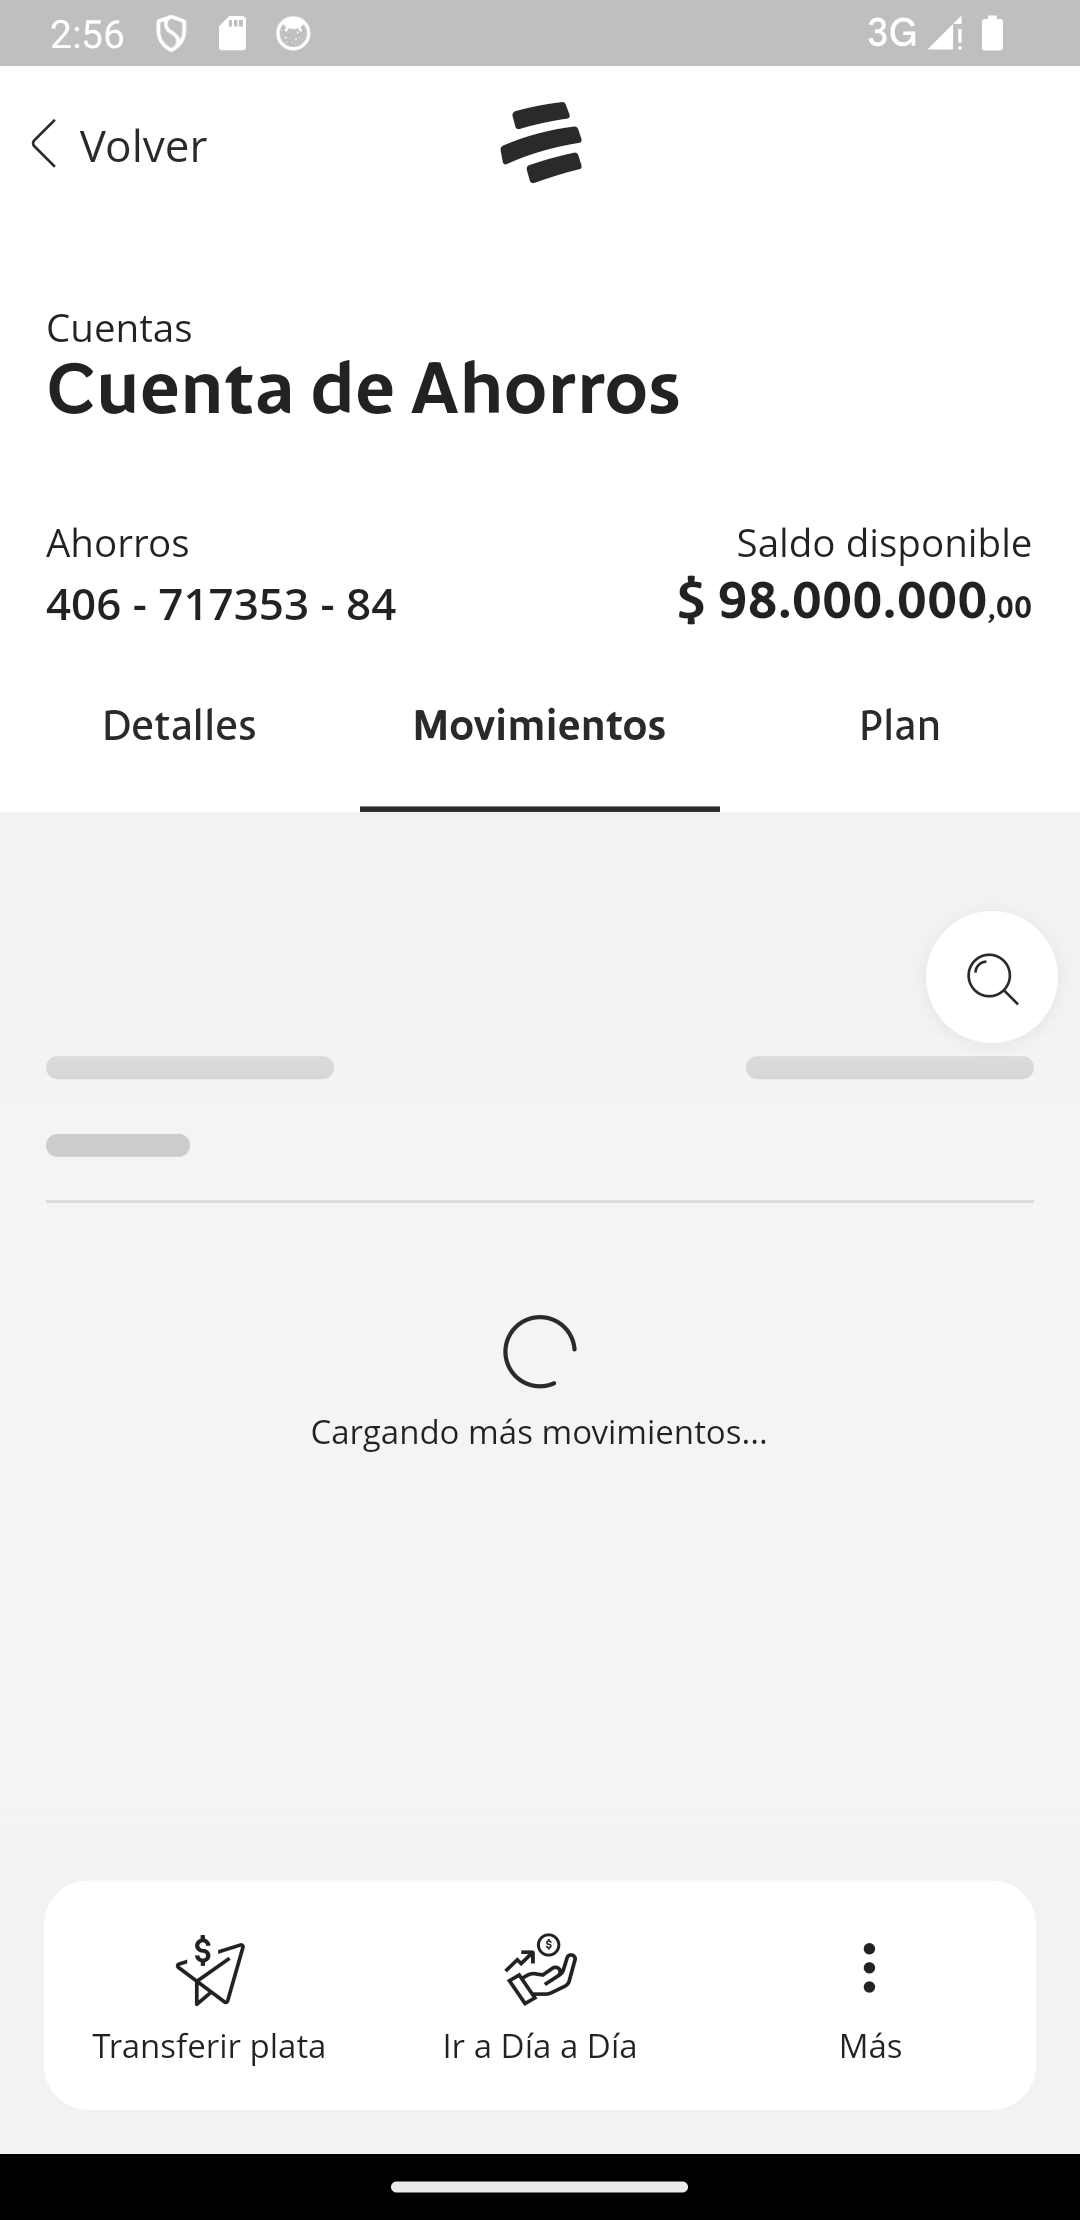 2:56
3G
Volver
Cuentas
Cuenta de Ahorros
Ahorros
Saldo disponible
406 - 717353 - 84
$ 98.000.000,00
Detalles
Movimientos
Plan
Cargando más movimientos...
Transferir plata
Ir a Día a Día
Más